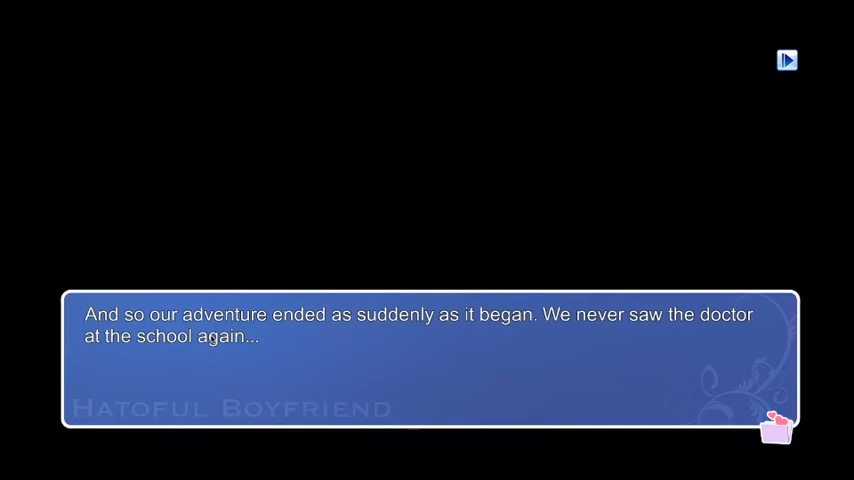 And so our adventure ended as suddenly as it began. We never saw the doctor
at the school again...
HATOFUL BOYFRIEND